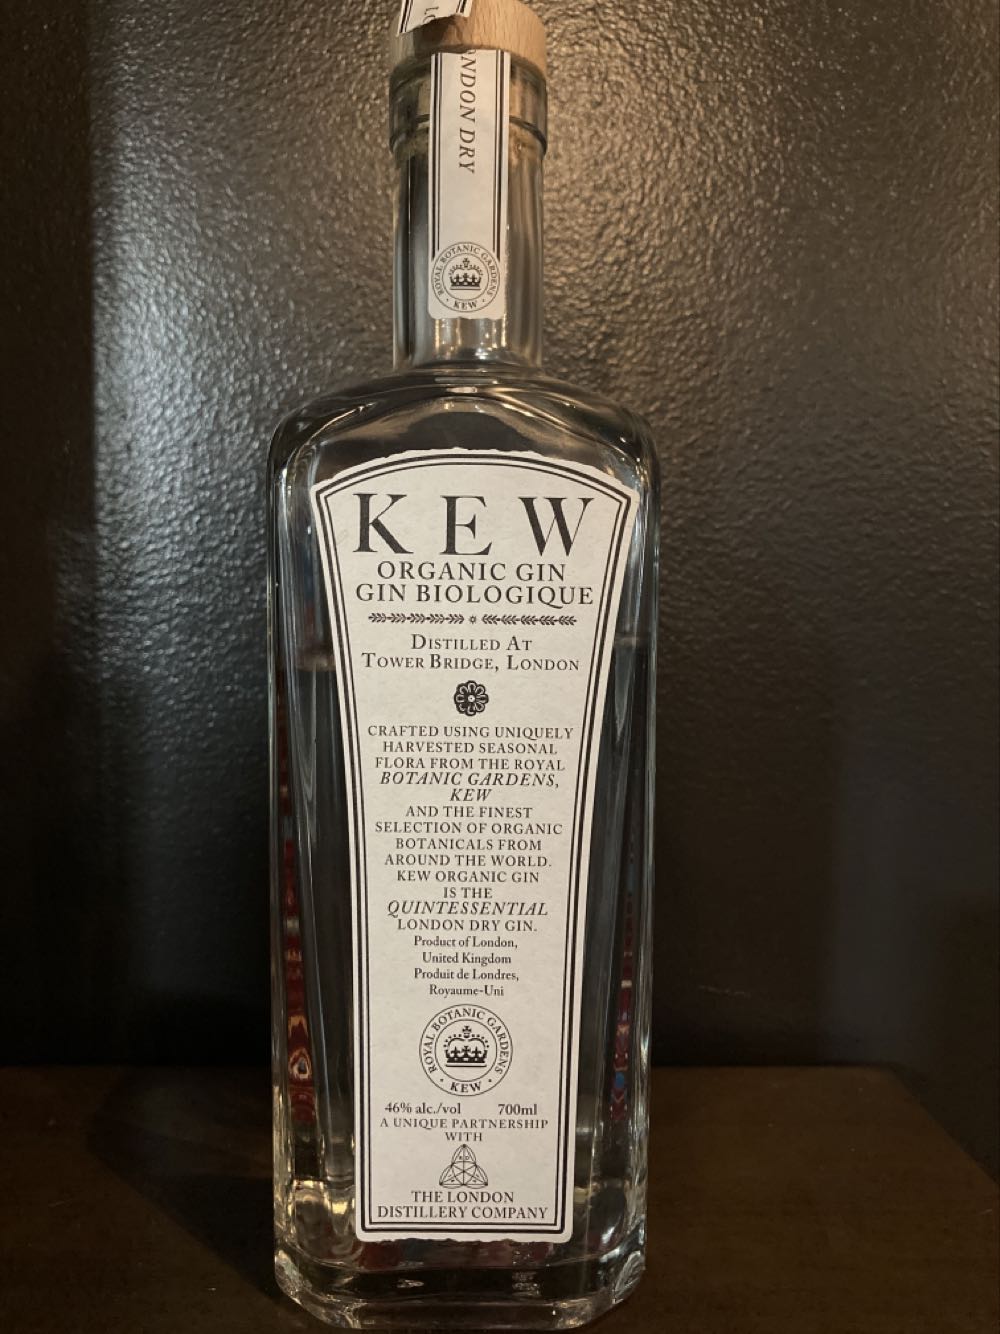 LO
NDON DRY
ROYAL BOTANIC GARDENS
KEW
KEW
ORGANIC GIN
GIN BIOLOGIQUE
DISTILLED AT
TOWER BRIDGE, LONDON
CRAFTED USING UNIQUELY
HARVESTED SEASONAL
FLORA FROM THE ROYAL
BOTANIC GARDENS,
KEW
AND THE FINEST
SELECTION OF ORGANIC
BOTANICALS FROM
AROUND THE WORLD.
KEW ORGANIC GIN
IS THE
QUINTESSENTIAL
LONDON DRY GIN.
Product of London,
United Kingdom
Produit de Londres,
Royaume-Uni
ROYAL BOTANIC GARDENS
KEW
46% alc./vol 700ml
A UNIQUE PARTNERSHIP
WITH
THE LONDON
DISTILLERY COMPANY